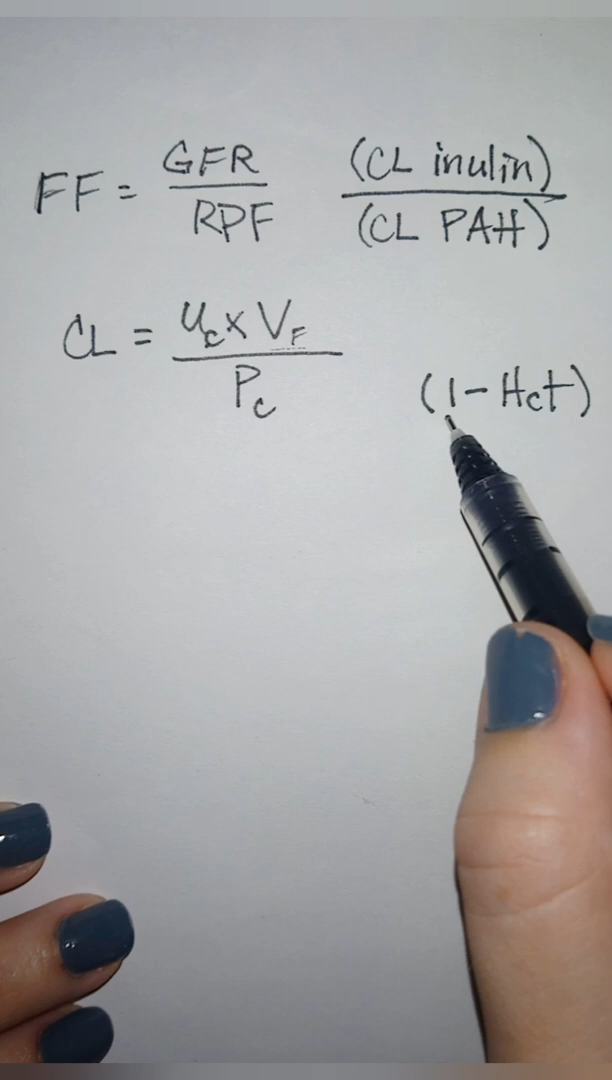 FF = GFR / RPF (CL inulin) / (CL PAH)
CL = Uc x VF / Pc
(1 - Hct)